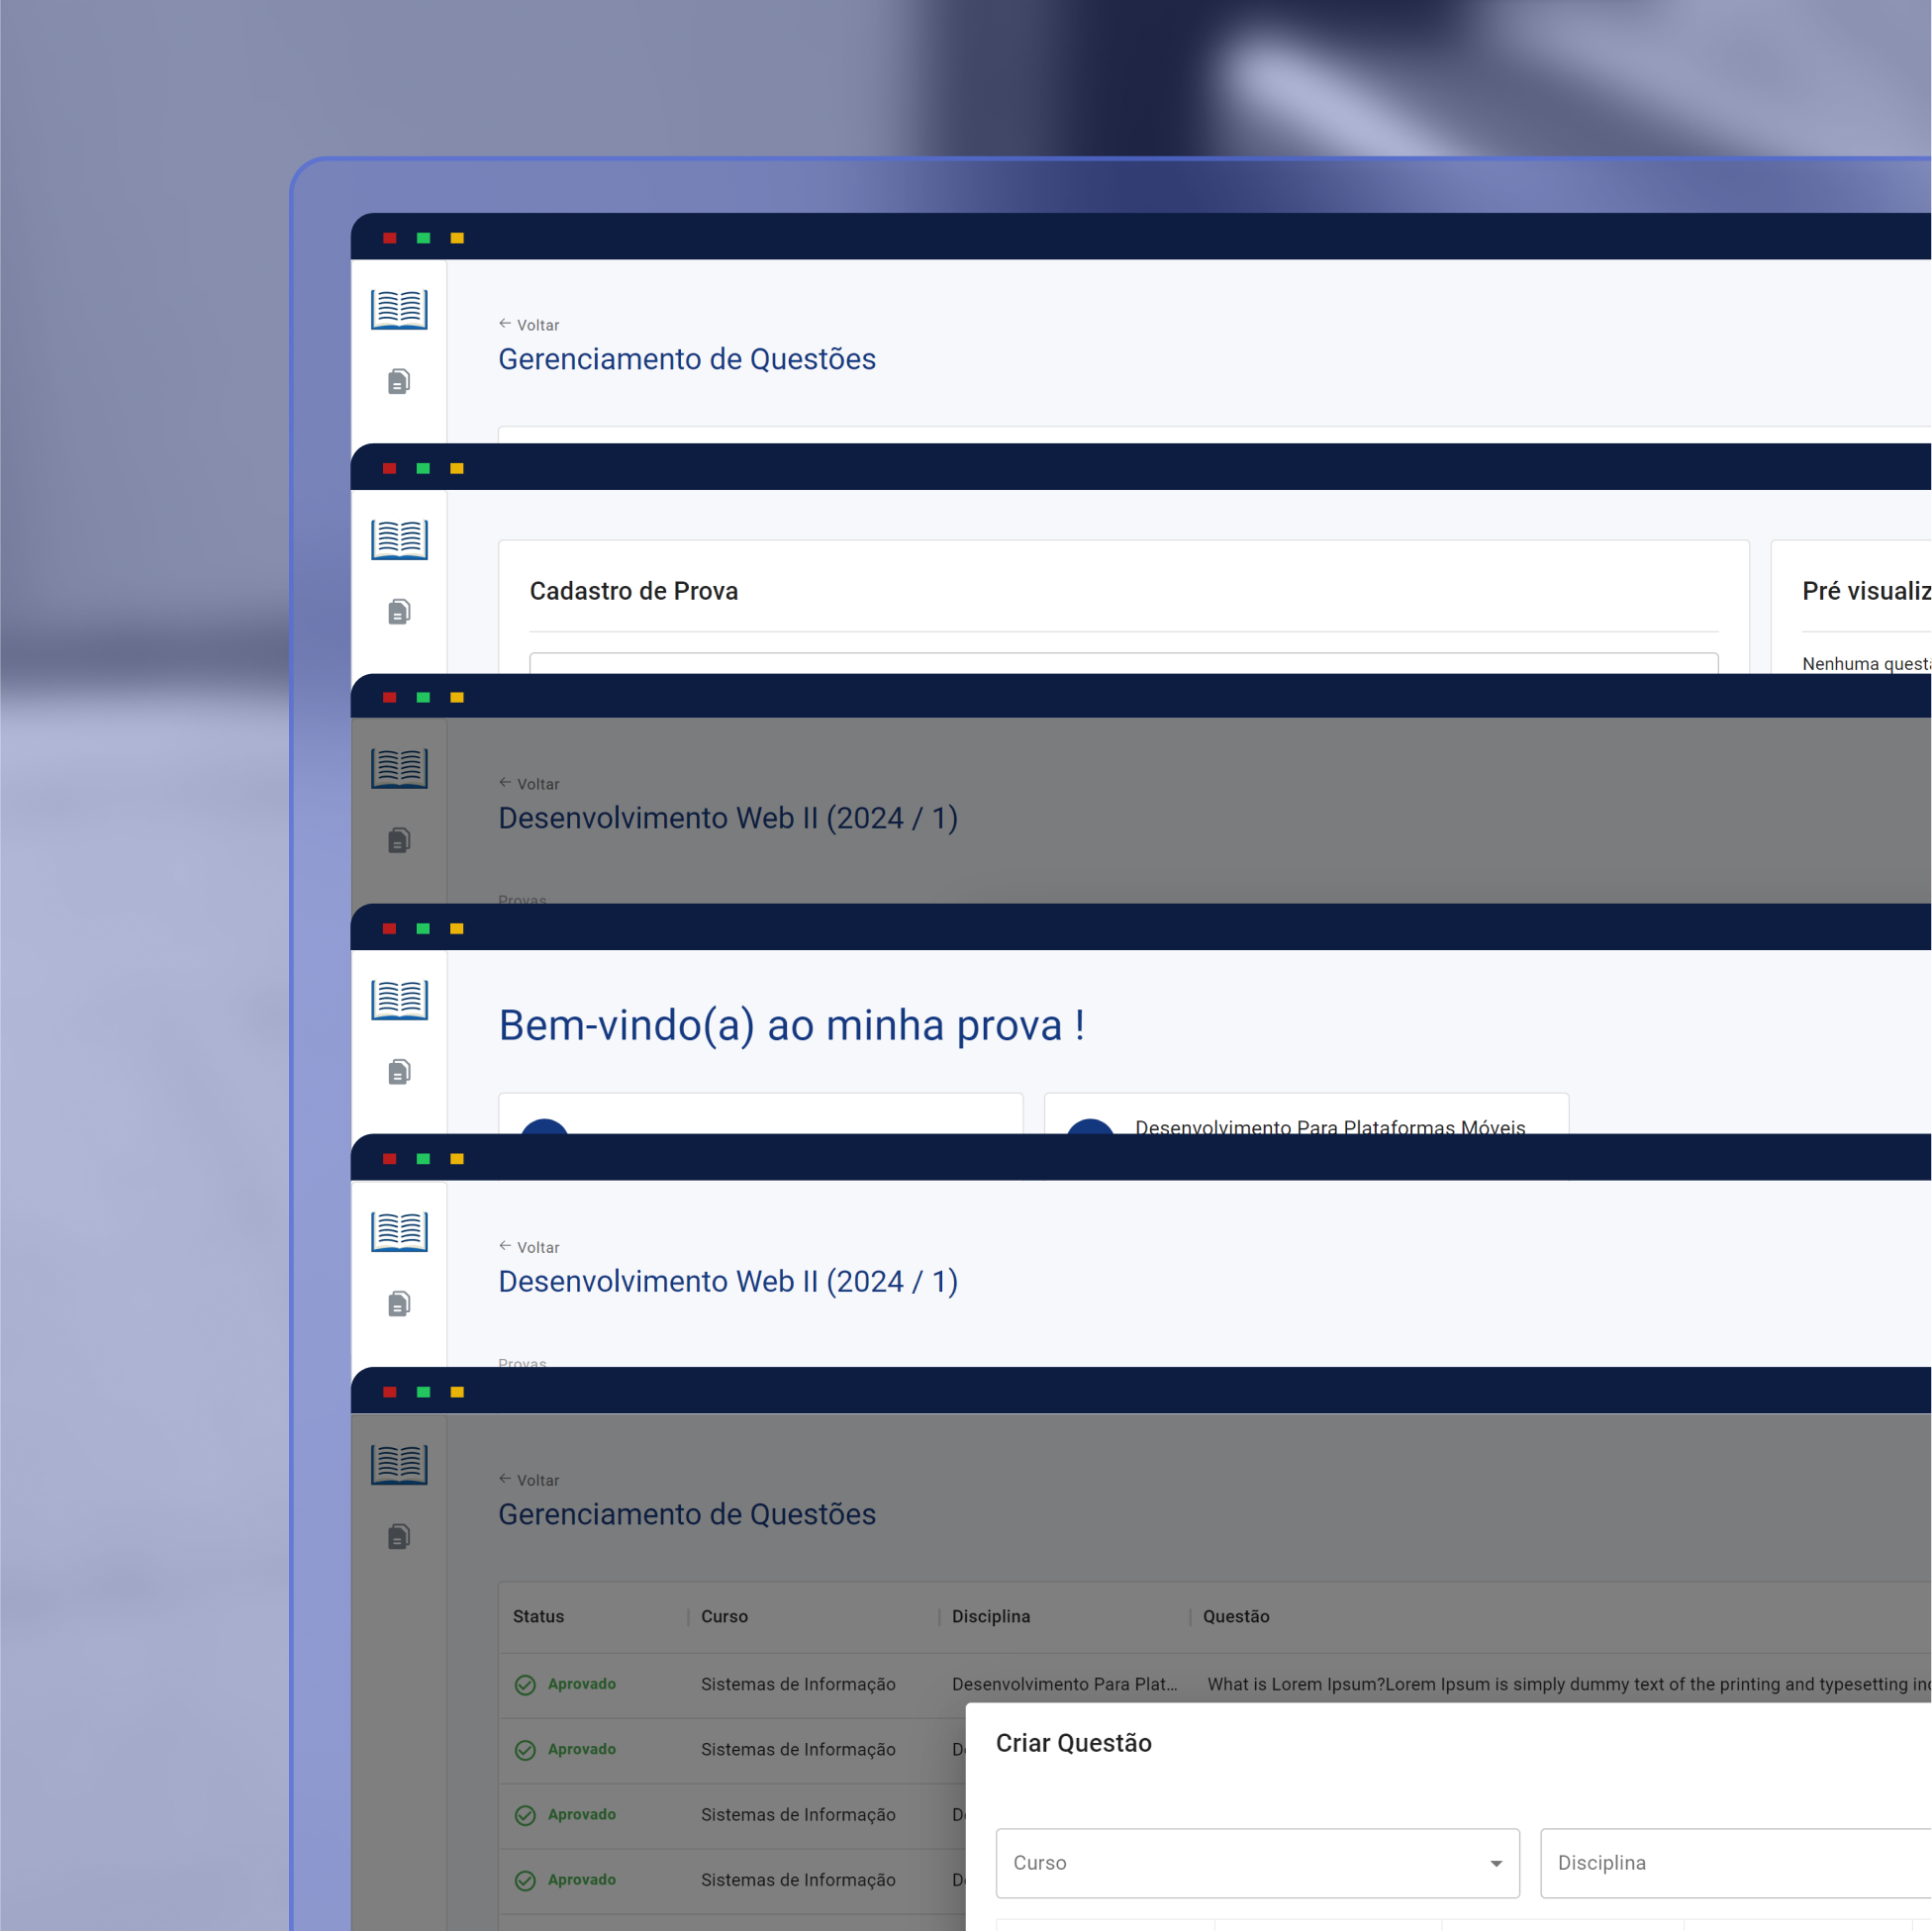 Voltar
Gerenciamento de Questões
Cadastro de Prova
Pré
Nenhuma
Voltar
Desenvolvimento Web II (2024 / 1)
Provas
Bem-vindo(a) ao minha prova !
Desenvolvimento Para Plataformas Móveis
Voltar
Desenvolvimento Web II (2024 / 1)
Provas
Voltar
Gerenciamento de Questões
Status Curso Disciplina Questão
Aprovado Sistemas de Informação Desenvolvimento Para Plat... What is Lorem Ipsum?Lorem Ipsum is simply dummy text of the printing and typesetting
Aprovado Sistemas de Informação
Aprovado Sistemas de Informação
Aprovado Sistemas de Informação
Criar Questão
Curso Disciplina